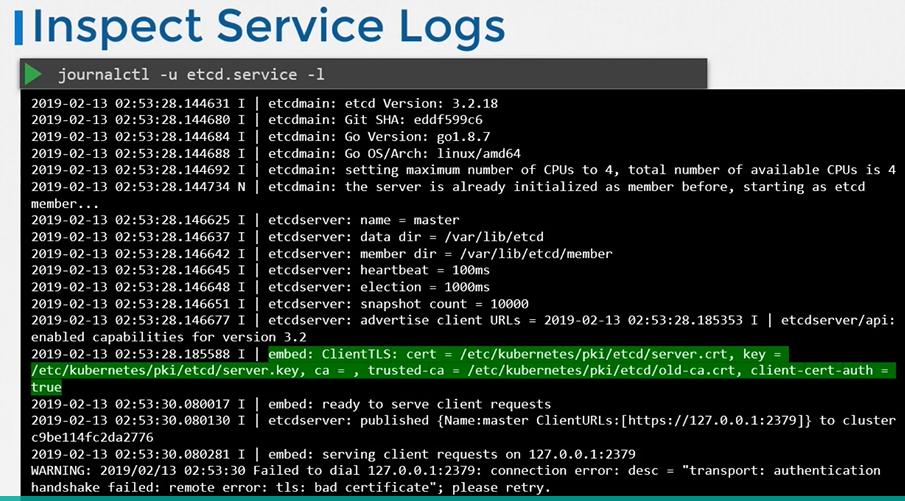 Inspect Service Logs
journalctl -u etcd.service -l
2019-02-13 02:53:28.144631 I | etcdmain: etcd Version: 3.2.18
2019-02-13 02:53:28.144680 I | etcdmain: Git SHA: eddf599c6
2019-02-13 02:53:28.144684 I | etcdmain: Go Version: go1.8.7
2019-02-13 02:53:28.144688 I | etcdmain: Go OS/Arch: linux/amd64
2019-02-13 02:53:28.144692 I | etcdmain: setting maximum number of CPUs to 4, total number of available CPUs is 4
2019-02-13 02:53:28.144734 N | etcdmain: the server is already initialized as member before, starting as etcd
member...
2019-02-13 02:53:28.146625 I | etcdserver: name = master
2019-02-13 02:53:28.146637 I | etcdserver: data dir = /var/lib/etcd
2019-02-13 02:53:28.146642 I | etcdserver: member dir = /var/lib/etcd/member
2019-02-13 02:53:28.146645 I | etcdserver: heartbeat = 100ms
2019-02-13 02:53:28.146648 I | etcdserver: election = 1000ms
2019-02-13 02:53:28.146651 I | etcdserver: snapshot count = 10000
2019-02-13 02:53:28.146677 I | etcdserver: advertise client URLs = 2019-02-13 02:53:28.185353 I | etcdserver/api:
enabled capabilities for version 3.2
2019-02-13 02:53:28.185588 I | embed: ClientTLS: cert = /etc/kubernetes/pki/etcd/server.crt, key =
/etc/kubernetes/pki/etcd/server.key, ca = , trusted-ca = /etc/kubernetes/pki/etcd/old-ca.crt, client-cert-auth =
true
2019-02-13 02:53:30.080017 I | embed: ready to serve client requests
2019-02-13 02:53:30.080130 I | etcdserver: published {Name:master ClientURLs:[https://127.0.0.1:2379]} to cluster
c9be114fc2da2776
2019-02-13 02:53:30.080281 I | embed: serving client requests on 127.0.0.1:2379
WARNING: 2019/02/13 02:53:30 Failed to dial 127.0.0.1:2379: connection error: desc = "transport: authentication
handshake failed: remote error: tls: bad certificate"; please retry.